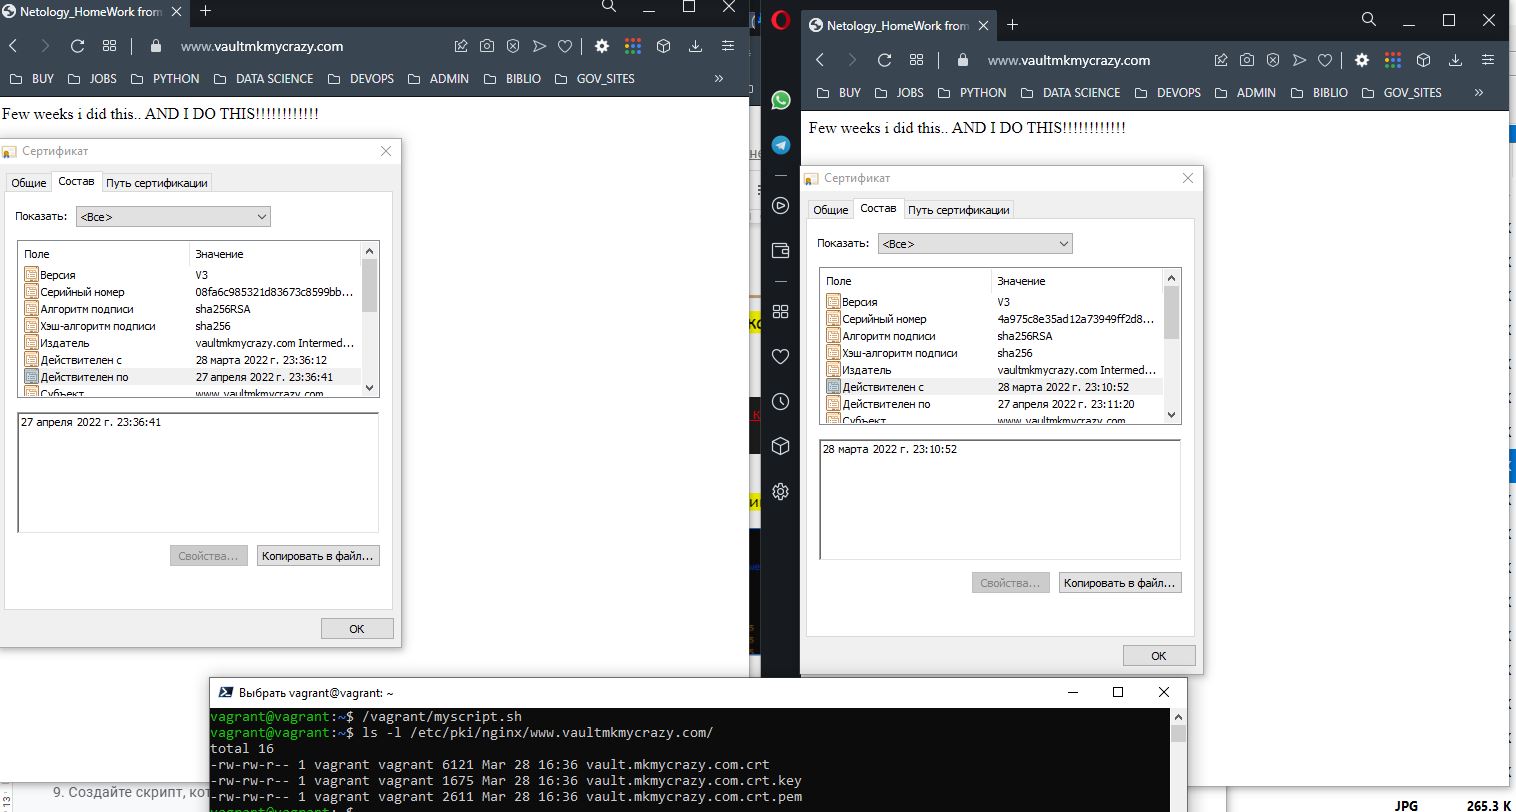 Netology_HomeWork from
www.vaultmkmycrazy.com
BUY JOBS PYTHON DATA SCIENCE DEVOPS ADMIN BIBLIO GOV_SITES »
Few weeks i did this.. AND I DO THIS!!!!!!!!!!!!
Сертификат
Общие Состав Путь сертификации
Показать: <Все>
Поле Значение
Версия V3
Серийный номер 08fa6c985321d83673c8599bb...
Алгоритм подписи sha256RSA
Хэш-алгоритм подписи sha256
Издатель vaultmkmycrazy.com Intermed...
Действителен с 28 марта 2022 г. 23:36:12
Действителен по 27 апреля 2022 г. 23:36:41
Субъект www.vaultmkmycrazy.com
27 апреля 2022 г. 23:36:41
Свойства... Копировать в файл...
ОК
Netology_HomeWork from
www.vaultmkmycrazy.com
BUY JOBS PYTHON DATA SCIENCE DEVOPS ADMIN BIBLIO GOV_SITES »
Few weeks i did this.. AND I DO THIS!!!!!!!!!!!!
Сертификат
Общие Состав Путь сертификации
Показать: <Все>
Поле Значение
Версия V3
Серийный номер 4a975c8e35ad12a73949ff2d8...
Алгоритм подписи sha256RSA
Хэш-алгоритм подписи sha256
Издатель vaultmkmycrazy.com Intermed...
Действителен с 28 марта 2022 г. 23:10:52
Действителен по 27 апреля 2022 г. 23:11:20
Субъект www.vaultmkmycrazy.com
28 марта 2022 г. 23:10:52
Свойства... Копировать в файл...
ОК
Выбрать vagrant@vagrant: ~
vagrant@vagrant:~$ /vagrant/myscript.sh
vagrant@vagrant:~$ ls -l /etc/pki/nginx/www.vaultmkmycrazy.com/
total 16
-rw-rw-r-- 1 vagrant vagrant 6121 Mar 28 16:36 vault.mkmycrazy.com.crt
-rw-rw-r-- 1 vagrant vagrant 1675 Mar 28 16:36 vault.mkmycrazy.com.crt.key
-rw-rw-r-- 1 vagrant vagrant 2611 Mar 28 16:36 vault.mkmycrazy.com.crt.pem
vagrant@vagrant:~$
9. Создайте скрипт, кот
JPG 265.3 K